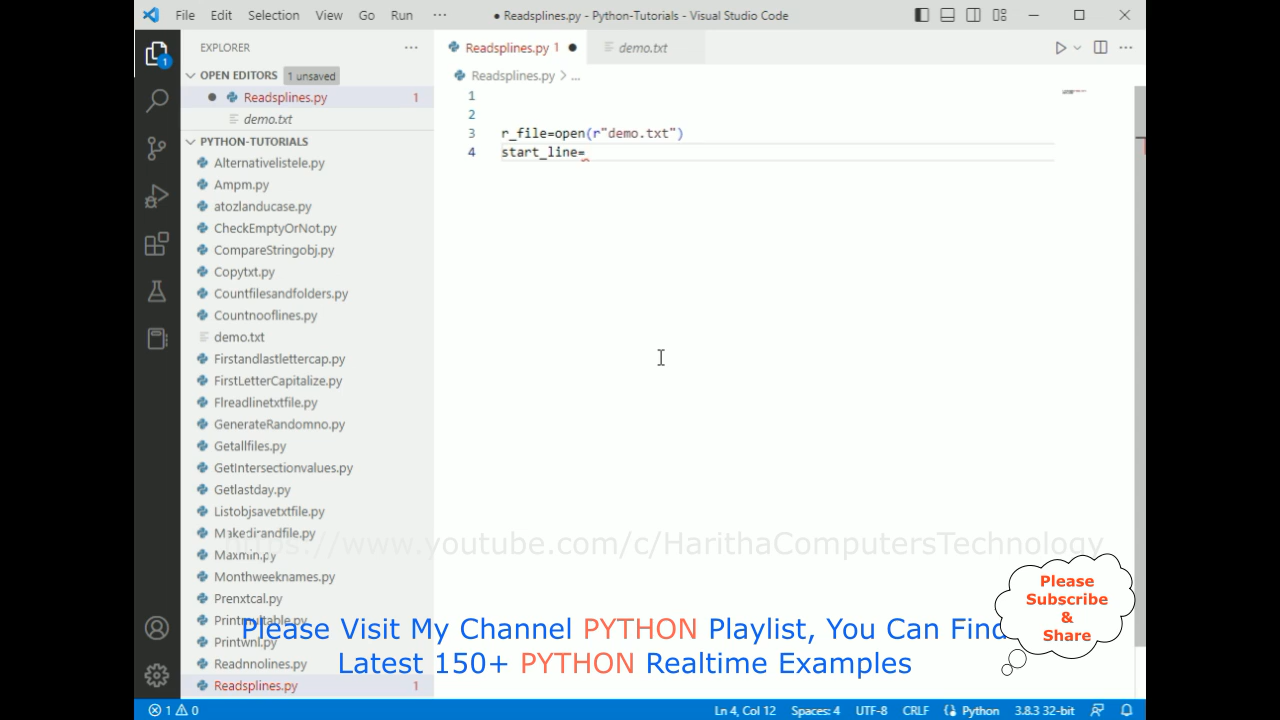 File Edit Selection View Go Run ··· ● Readsplines.py - Python-Tutorials - Visual Studio Code
EXPLORER ···
OPEN EDITORS 1 unsaved
Readsplines.py 1
demo.txt
PYTHON-TUTORIALS
Alternativelistele.py
Ampm.py
atozlanducase.py
CheckEmptyOrNot.py
CompareStringobj.py
Copytxt.py
Countfilesandfolders.py
Countnooflines.py
demo.txt
Firstandlastlettercap.py
FirstLetterCapitalize.py
Flreadlinetxtfile.py
GenerateRandomno.py
Getallfiles.py
GetIntersectionvalues.py
Getlastday.py
Listobjsavetxtfile.py
Makedirandfile.py
Maxmin.py
Monthweeknames.py
Prenxtcal.py
Printmultable.py
Printwnl.py
Readnnolines.py
Readsplines.py 1
1
Readsplines.py 1 ● demo.txt
Readsplines.py > ...
1
2
3 r_file=open(r"demo.txt")
4 start_line=
https://www.youtube.com/c/HarithaComputersTechnology
Please Visit My Channel PYTHON Playlist, You Can Find
Latest 150+ PYTHON Realtime Examples
Please
Subscribe
&
Share
1 0 Ln 4, Col 12 Spaces: 4 UTF-8 CRLF Python 3.8.3 32-bit